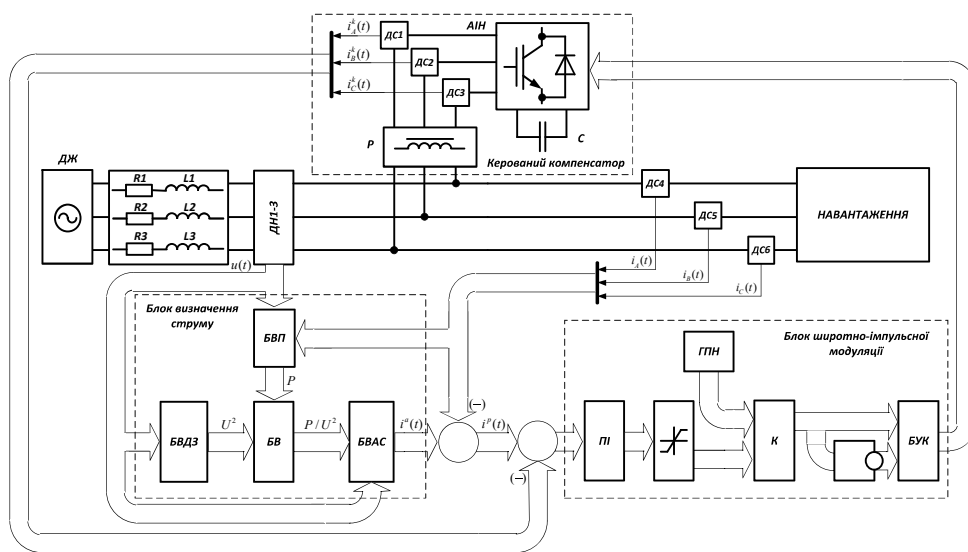 АІН
i_A^k(t)
ДС1
i_B^k(t)
ДС2
i_C^k(t)
ДС3
С
Р
Керований компенсатор
ДЖ
R1
L1
R2
L2
R3
L3
ДН1-3
ДС4
ДС5
ДС6
НАВАНТАЖЕННЯ
u(t)
i_A(t)
i_B(t)
i_C(t)
Блок визначення
струму
БВП
P
Блок широтно-імпульсної
модуляції
ГПН
(−)
БВДЗ
U^2
БВ
P/U^2
БВАС
i^a(t)
i^p(t)
(−)
ПІ
К
БУК